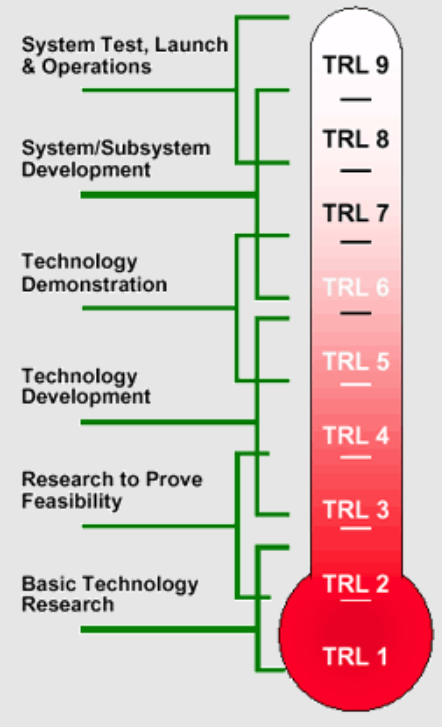 System Test, Launch
& Operations
System/Subsystem
Development
Technology
Demonstration
Technology
Development
Research to Prove
Feasibility
Basic Technology
Research
TRL 9
TRL 8
TRL 7
TRL 6
TRL 5
TRL 4
TRL 3
TRL 2
TRL 1